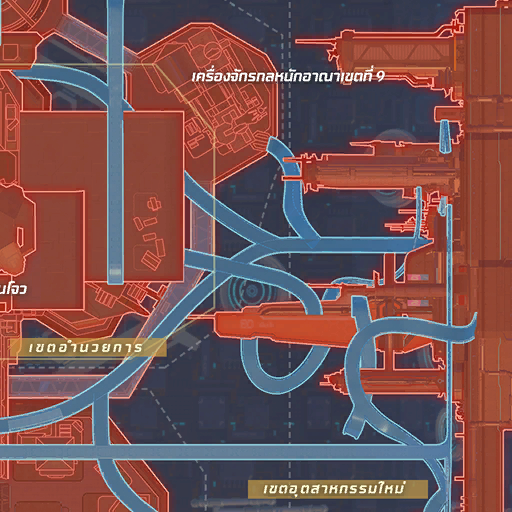 เครื่องจักรกลหนักอาณาเขตที่ 9
เขตอำนวยการ
เขตอุตสาหกรรมใหม่